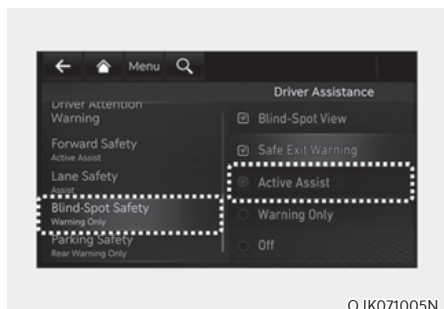 Menu
Driver Assistance
Driver Attention
Warning
Forward Safety
Active Assist
Lane Safety
Assist
Blind-Spot Safety
Warning Only
Parking Safety
Rear Warning Only
Blind-Spot View
Safe Exit Warning
Active Assist
Warning Only
Off
OJK071005N